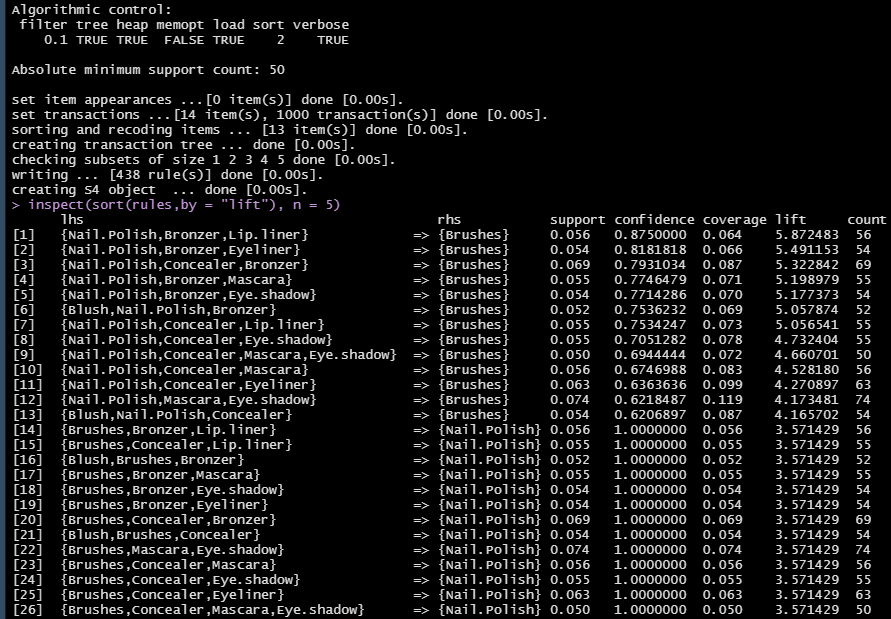 Algorithmic control:
 filter tree heap memopt load sort verbose
    0.1 TRUE TRUE  FALSE TRUE    2    TRUE

Absolute minimum support count: 50

set item appearances ...[0 item(s)] done [0.00s].
set transactions ...[14 item(s), 1000 transaction(s)] done [0.00s].
sorting and recoding items ... [13 item(s)] done [0.00s].
creating transaction tree ... done [0.00s].
checking subsets of size 1 2 3 4 5 done [0.00s].
writing ... [438 rule(s)] done [0.00s].
creating S4 object  ... done [0.00s].
> inspect(sort(rules,by = "lift"), n = 5)
     lhs                                         rhs           support confidence coverage lift     count
[1]  {Nail.Polish,Bronzer,Lip.liner}          => {Brushes}     0.056   0.8750000  0.064    5.872483 56
[2]  {Nail.Polish,Bronzer,Eyeliner}           => {Brushes}     0.054   0.8181818  0.066    5.491153 54
[3]  {Nail.Polish,Concealer,Bronzer}          => {Brushes}     0.069   0.7931034  0.087    5.322842 69
[4]  {Nail.Polish,Bronzer,Mascara}            => {Brushes}     0.055   0.7746479  0.071    5.198979 55
[5]  {Nail.Polish,Bronzer,Eye.shadow}         => {Brushes}     0.054   0.7714286  0.070    5.177373 54
[6]  {Blush,Nail.Polish,Bronzer}              => {Brushes}     0.052   0.7536232  0.069    5.057874 52
[7]  {Nail.Polish,Concealer,Lip.liner}        => {Brushes}     0.055   0.7534247  0.073    5.056541 55
[8]  {Nail.Polish,Concealer,Eye.shadow}       => {Brushes}     0.055   0.7051282  0.078    4.732404 55
[9]  {Nail.Polish,Concealer,Mascara,Eye.shadow}  => {Brushes}     0.050   0.6944444  0.072    4.660701 50
[10] {Nail.Polish,Concealer,Mascara}          => {Brushes}     0.056   0.6746988  0.083    4.528180 56
[11] {Nail.Polish,Concealer,Eyeliner}         => {Brushes}     0.063   0.6363636  0.099    4.270897 63
[12] {Nail.Polish,Mascara,Eye.shadow}         => {Brushes}     0.074   0.6218487  0.119    4.173481 74
[13] {Blush,Nail.Polish,Concealer}            => {Brushes}     0.054   0.6206897  0.087    4.165702 54
[14] {Brushes,Bronzer,Lip.liner}              => {Nail.Polish} 0.056   1.0000000  0.056    3.571429 56
[15] {Brushes,Concealer,Lip.liner}            => {Nail.Polish} 0.055   1.0000000  0.055    3.571429 55
[16] {Blush,Brushes,Bronzer}                  => {Nail.Polish} 0.052   1.0000000  0.052    3.571429 52
[17] {Brushes,Bronzer,Mascara}                => {Nail.Polish} 0.055   1.0000000  0.055    3.571429 55
[18] {Brushes,Bronzer,Eye.shadow}             => {Nail.Polish} 0.054   1.0000000  0.054    3.571429 54
[19] {Brushes,Bronzer,Eyeliner}               => {Nail.Polish} 0.054   1.0000000  0.054    3.571429 54
[20] {Brushes,Concealer,Bronzer}              => {Nail.Polish} 0.069   1.0000000  0.069    3.571429 69
[21] {Blush,Brushes,Concealer}                => {Nail.Polish} 0.054   1.0000000  0.054    3.571429 54
[22] {Brushes,Mascara,Eye.shadow}             => {Nail.Polish} 0.074   1.0000000  0.074    3.571429 74
[23] {Brushes,Concealer,Mascara}              => {Nail.Polish} 0.056   1.0000000  0.056    3.571429 56
[24] {Brushes,Concealer,Eye.shadow}           => {Nail.Polish} 0.055   1.0000000  0.055    3.571429 55
[25] {Brushes,Concealer,Eyeliner}             => {Nail.Polish} 0.063   1.0000000  0.063    3.571429 63
[26] {Brushes,Concealer,Mascara,Eye.shadow}   => {Nail.Polish} 0.050   1.0000000  0.050    3.571429 50